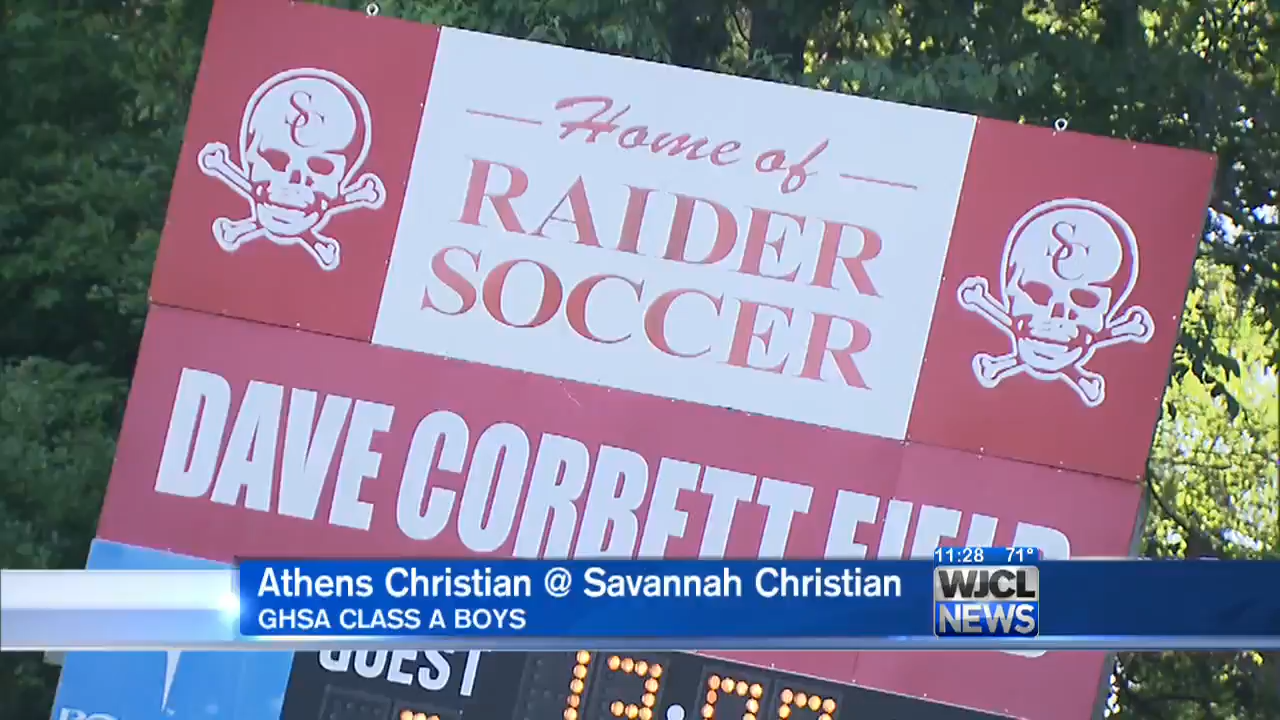 SC
SC
Home of
RAIDER
SOCCER
DAVE CORBETT FIELD
11:28 71°
Athens Christian @ Savannah Christian
WJCL
GHSA CLASS A BOYS
NEWS
GUEST